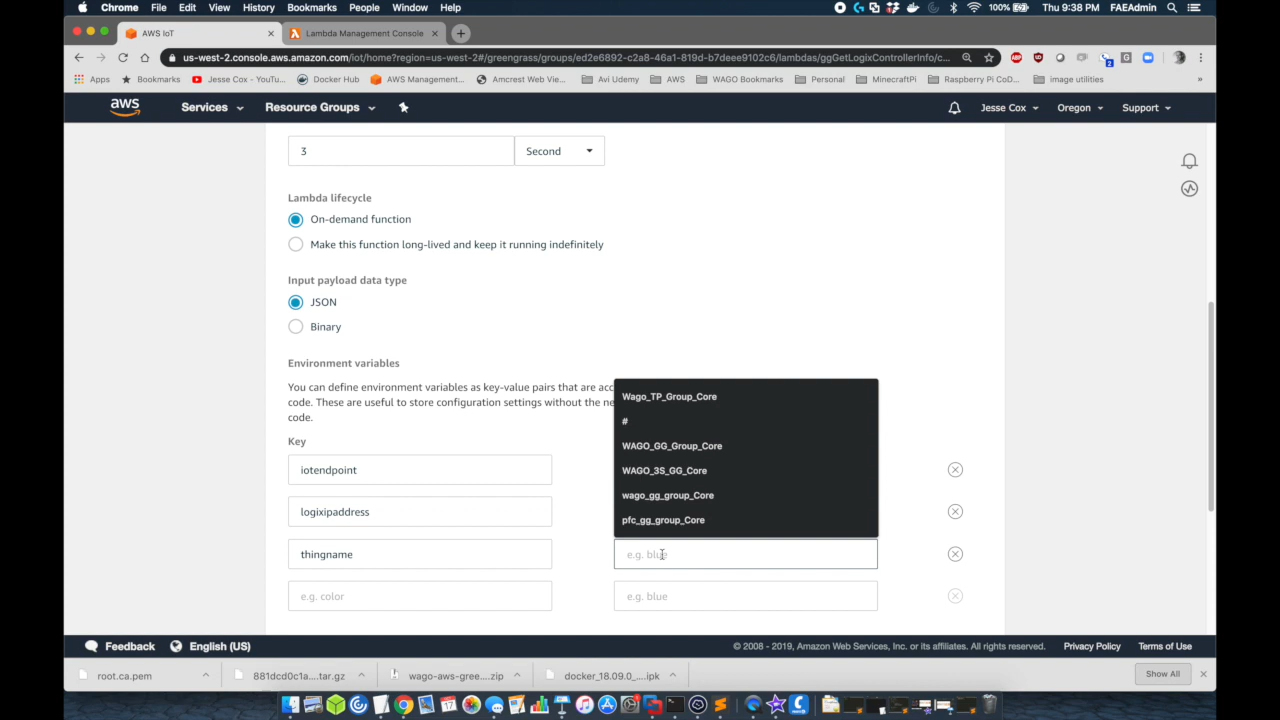 Chrome File Edit View History Bookmarks People Window Help 100% Thu 9:38 PM FAEAdmin
AWS IoT Lambda Management Console
us-west-2.console.aws.amazon.com/iot/home?region=us-west-2#/greengrass/groups/ed2e6892-c2a8-46a1-819d-b7deee9102c6/lambdas/ggGetLogixControllerInfo/c...
Apps Bookmarks Jesse Cox - YouTu... Docker Hub AWS Management... Amcrest Web Vie... Avi Udemy AWS WAGO Bookmarks Personal MinecraftPi Raspberry Pi CoD... image utilities »
aws Services Resource Groups Jesse Cox Oregon Support
3 Second
Lambda lifecycle
On-demand function
Make this function long-lived and keep it running indefinitely
Input payload data type
JSON
Binary
Environment variables
You can define environment variables as key-value pairs that are acc
code. These are useful to store configuration settings without the ne
code.
Key
Wago_TP_Group_Core
#
WAGO_GG_Group_Core
WAGO_3S_GG_Core
wago_gg_group_Core
pfc_gg_group_Core
iotendpoint
logixipaddress
thingname e.g. blue
e.g. color e.g. blue
Feedback English (US) © 2008 - 2019, Amazon Web Services, Inc. or its affiliates. All rights reserved. Privacy Policy Terms of Use
root.ca.pem 881dcd0c1a....tar.gz wago-aws-gree....zip docker_18.09.0_....ipk Show All